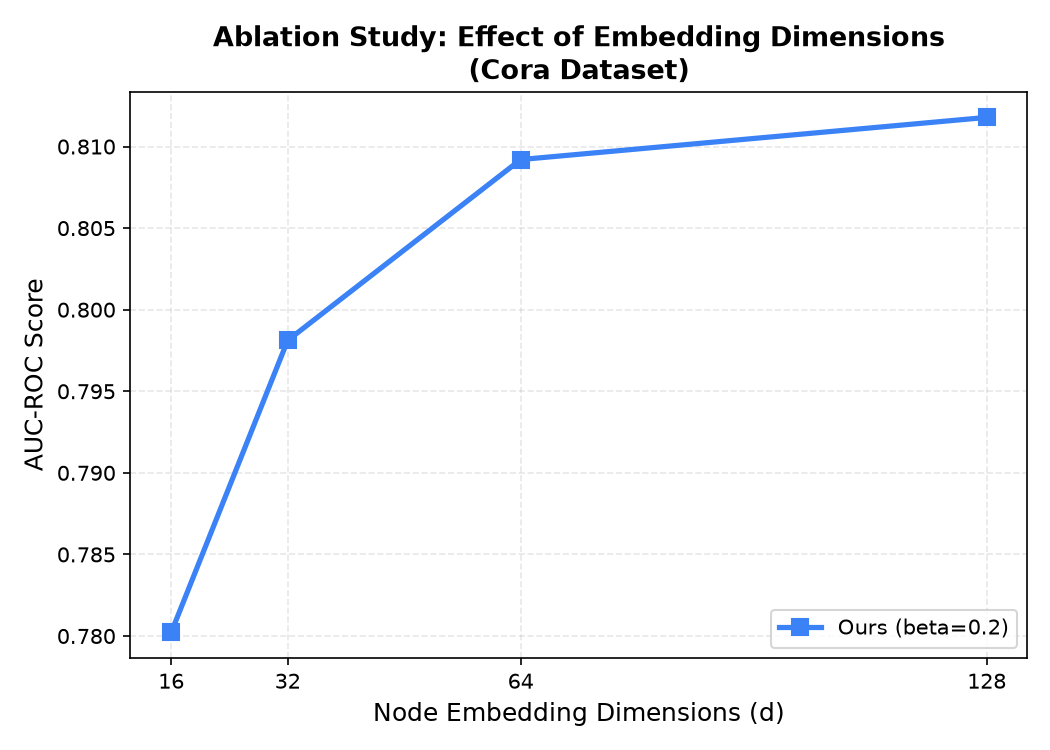 Ablation Study: Effect of Embedding Dimensions
(Cora Dataset)
0.810
0.805
0.800
0.795
0.790
0.785
0.780
AUC-ROC Score
Ours (beta=0.2)
16 32 64 128
Node Embedding Dimensions (d)